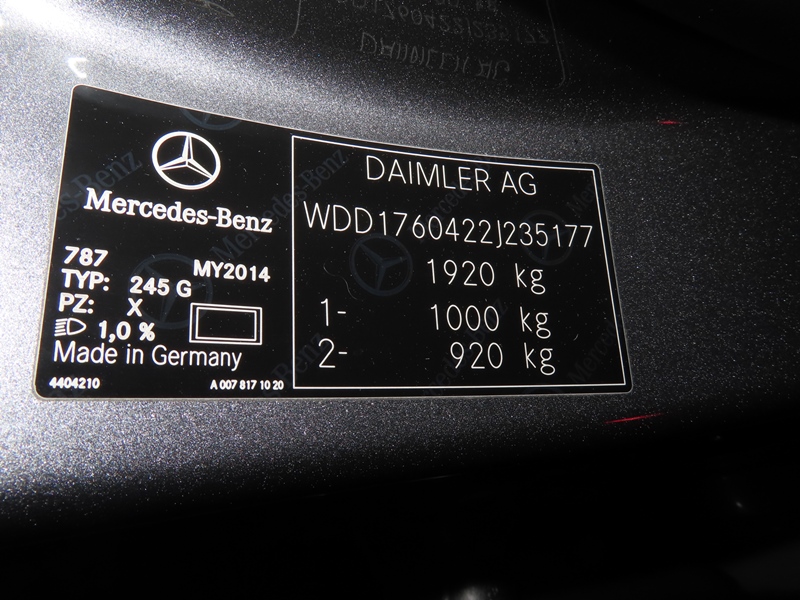 Mercedes-Benz
787
MY2014
TYP: 245 G
PZ: X
1,0 %
Made in Germany
4404210
A 007 817 10 20
DAIMLER AG
WDD1760422J235177
1920 kg
1- 1000 kg
2- 920 kg